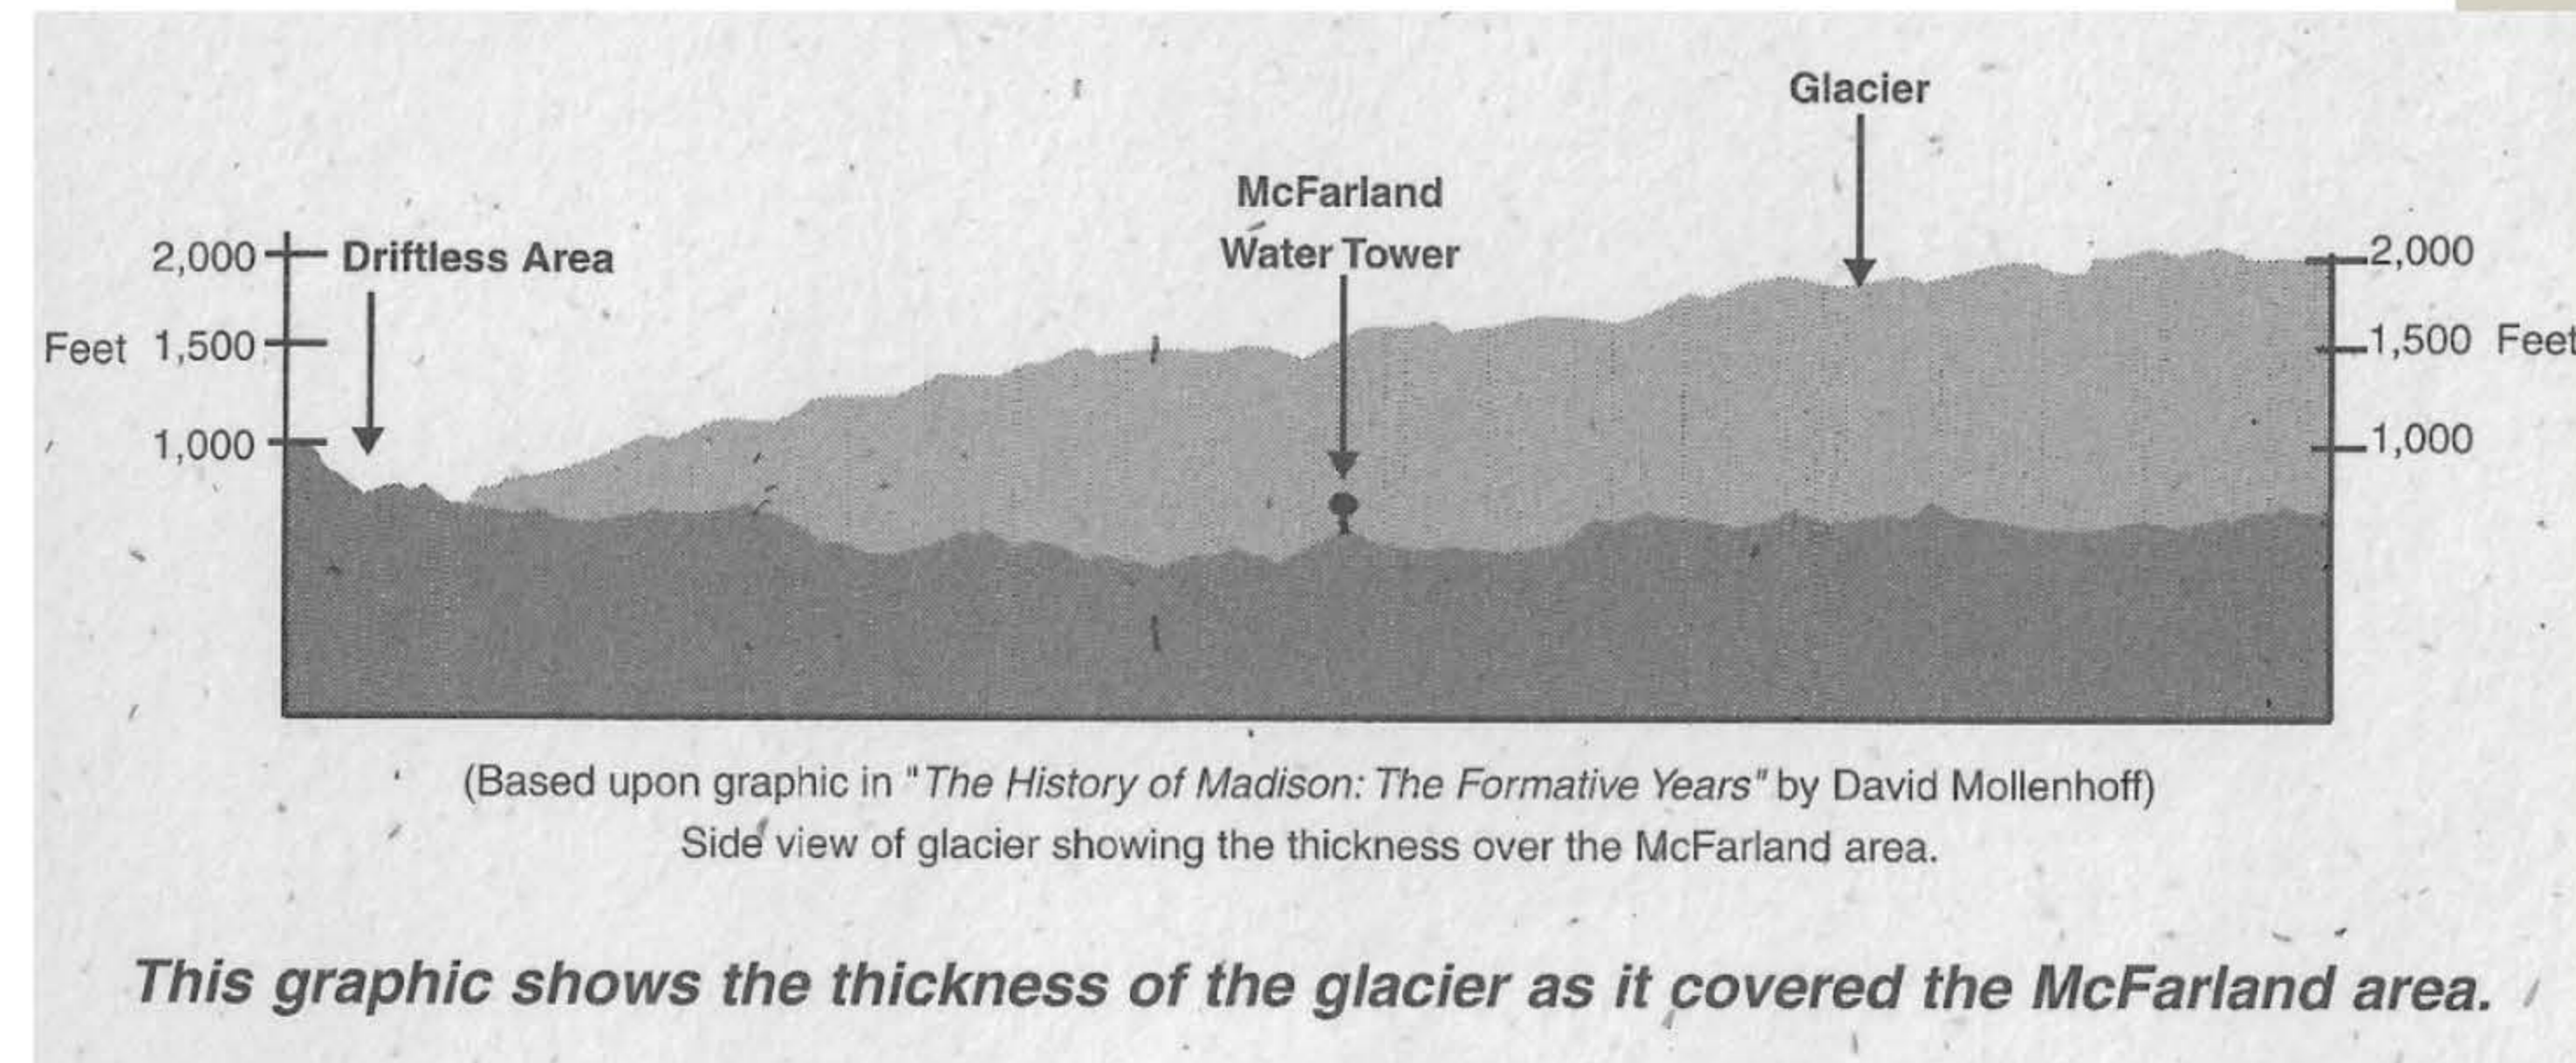 Glacier
McFarland
Water Tower
2,000 Driftless Area 2,000
Feet 1,500 1,500 Feet
1,000 1,000
(Based upon graphic in "The History of Madison: The Formative Years" by David Mollenhoff)
Side view of glacier showing the thickness over the McFarland area.
This graphic shows the thickness of the glacier as it covered the McFarland area.